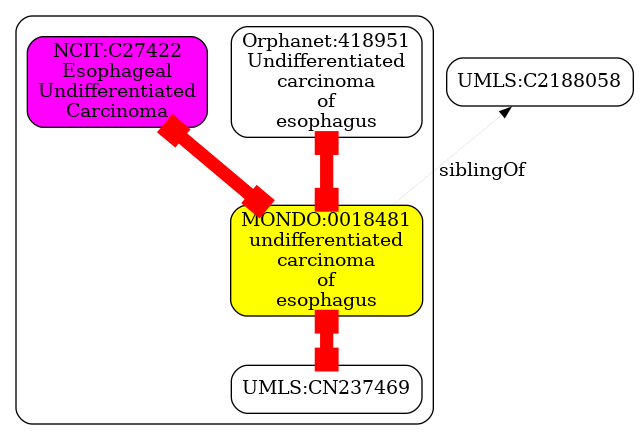 NCIT:C27422
Esophageal
Undifferentiated
Carcinoma
Orphanet:418951
Undifferentiated
carcinoma
of
esophagus
UMLS:C2188058
siblingOf
MONDO:0018481
undifferentiated
carcinoma
of
esophagus
UMLS:CN237469